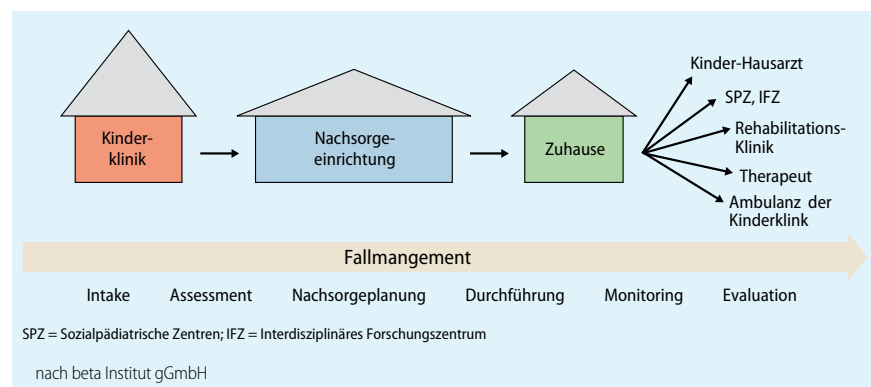 Kinder-
klinik
Nachsorge-
einrichtung
Zuhause
Kinder-Hausarzt
SPZ, IFZ
Rehabilitations-
Klinik
Therapeut
Ambulanz der
Kinderklink
Fallmangement
Intake Assessment Nachsorgeplanung Durchführung Monitoring Evaluation
SPZ = Sozialpädiatrische Zentren; IFZ = Interdisziplinäres Forschungszentrum
nach beta Institut gGmbH